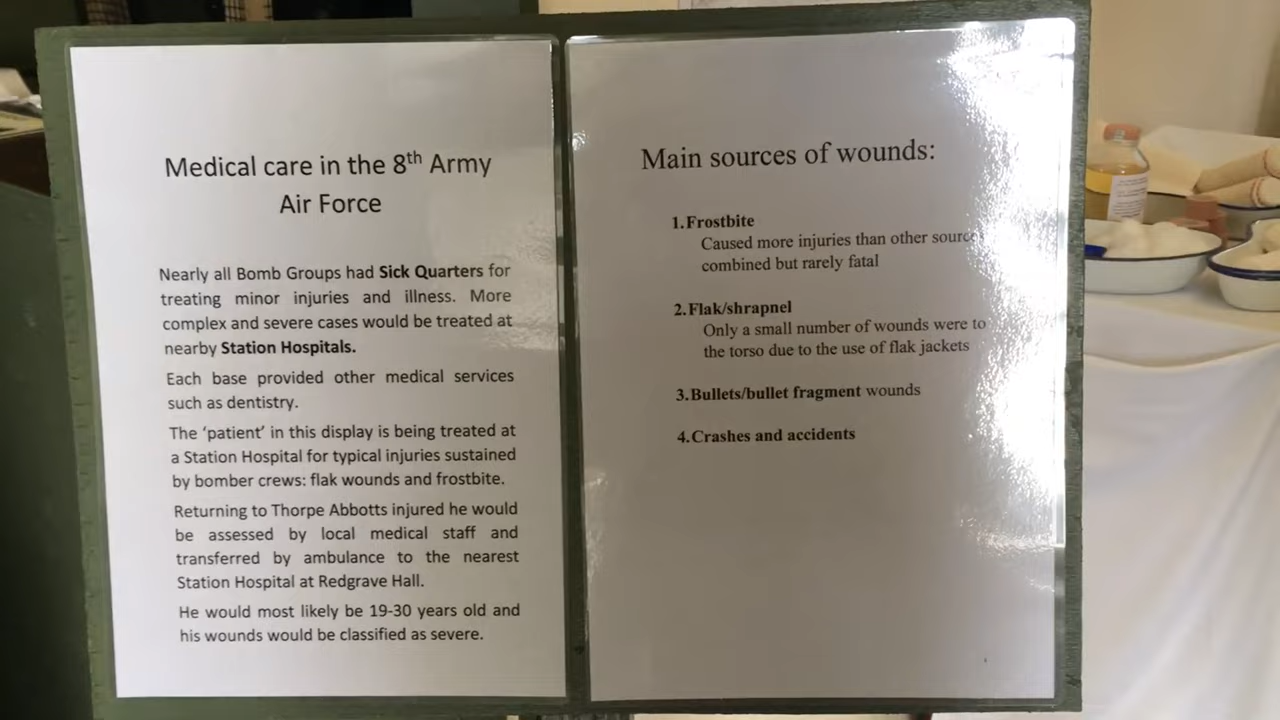 Medical care in the 8th Army
Air Force
Nearly all Bomb Groups had Sick Quarters for
treating minor injuries and illness. More
complex and severe cases would be treated at
nearby Station Hospitals.
Each base provided other medical services
such as dentistry.
The ‘patient’ in this display is being treated at
a Station Hospital for typical injuries sustained
by bomber crews: flak wounds and frostbite.
Returning to Thorpe Abbotts injured he would
be assessed by local medical staff and
transferred by ambulance to the nearest
Station Hospital at Redgrave Hall.
He would most likely be 19-30 years old and
his wounds would be classified as severe.
Main sources of wounds:
1. Frostbite
Caused more injuries than other sources
combined but rarely fatal
2. Flak/shrapnel
Only a small number of wounds were to
the torso due to the use of flak jackets
3. Bullets/bullet fragment wounds
4. Crashes and accidents